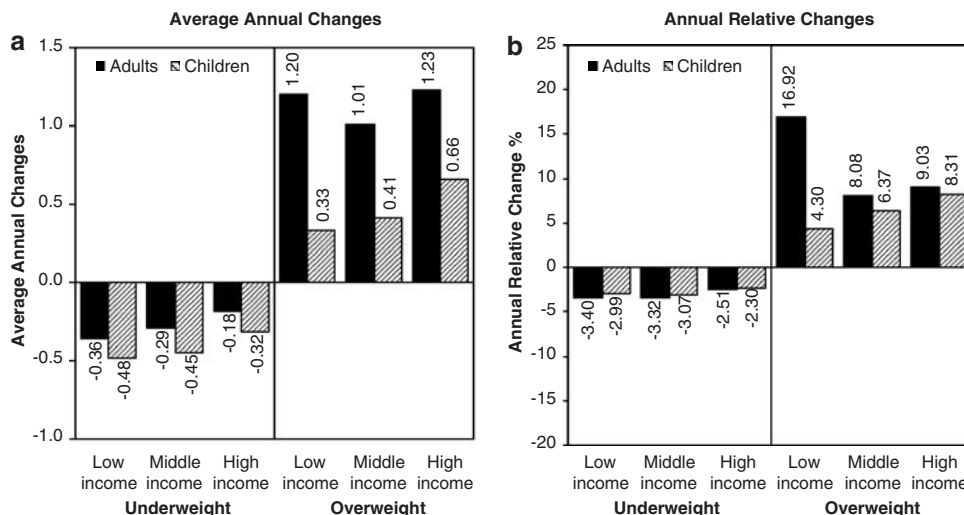 Average Annual Changes
a
Average Annual Changes
1.5
1.0
0.5
0.0
-0.5
-1.0
Adults Children
-0.36
-0.48
-0.29
-0.45
-0.18
-0.32
1.20
0.33
1.01
0.41
1.23
0.66
Low income
Middle income
High income
Low income
Middle income
High income
Underweight
Overweight
Annual Relative Changes
b
Annual Relative Change %
25
20
15
10
5
0
-5
-10
-15
-20
Adults Children
-3.40
-2.99
-3.32
-3.07
-2.51
-2.30
16.92
4.30
8.08
6.37
9.03
8.31
Low income
Middle income
High income
Low income
Middle income
High income
Underweight
Overweight